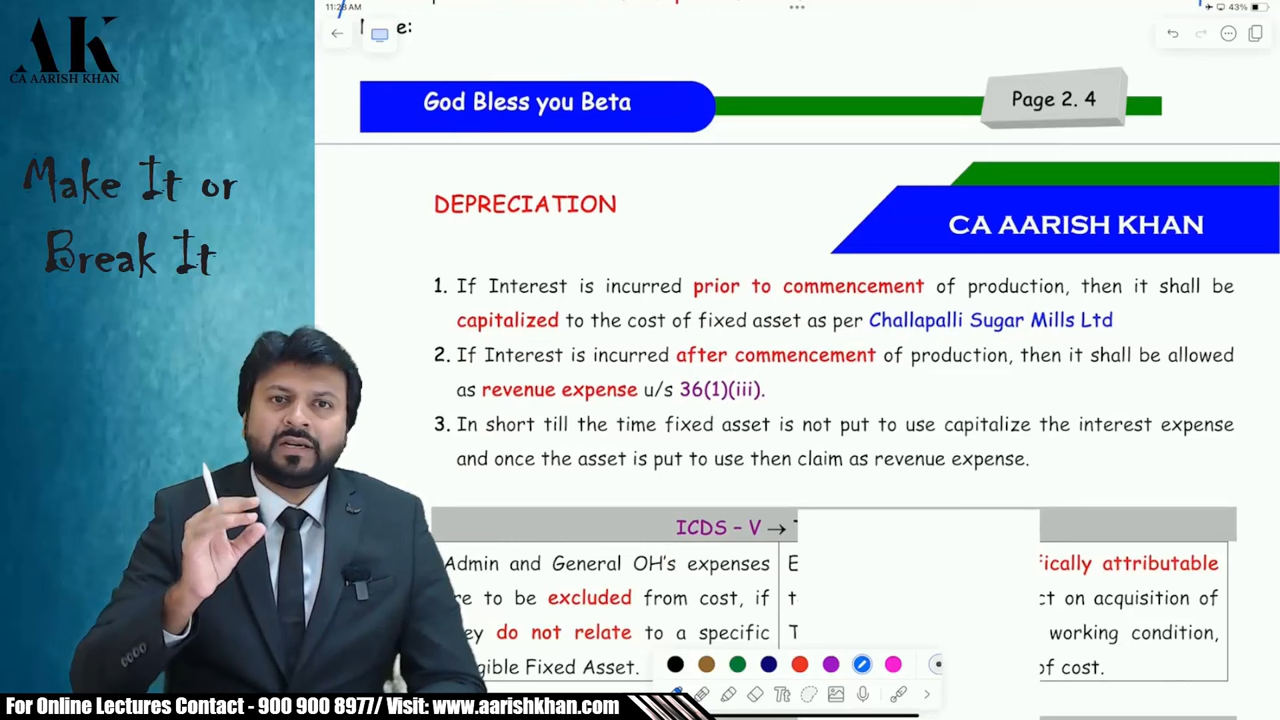 11:28 AM
43%
AK
CA AARISH KHAN
e:
God Bless you Beta
Page 2. 4
Make It or
Break It
DEPRECIATION
CA AARISH KHAN
1. If Interest is incurred prior to commencement of production, then it shall be
capitalized to the cost of fixed asset as per Challapalli Sugar Mills Ltd
2. If Interest is incurred after commencement of production, then it shall be allowed
as revenue expense u/s 36(1)(iii).
3. In short till the time fixed asset is not put to use capitalize the interest expense
and once the asset is put to use then claim as revenue expense.
ICDS – V →
Admin and General OH's expenses
excluded from cost, if
do not relate to a specific
Fixed Asset.
attributable
on acquisition of
working condition,
of cost.
Tt
For Online Lectures Contact - 900 900 8977/ Visit: www.aarishkhan.com